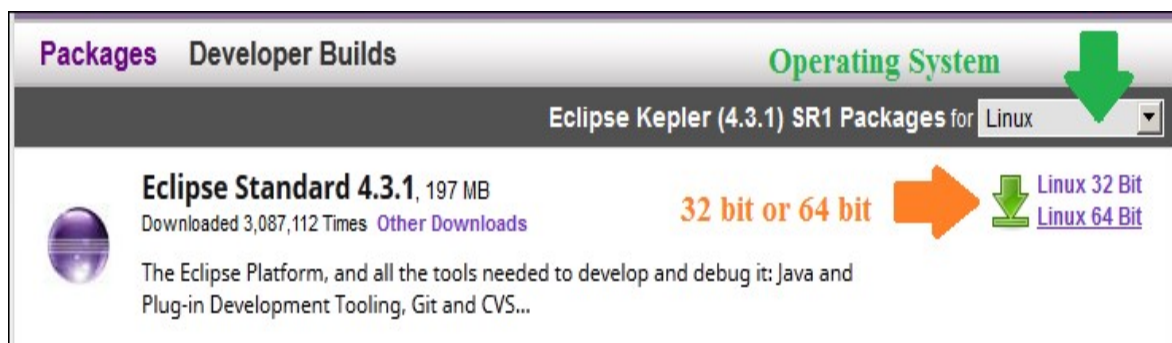 Packages Developer Builds
Operating System
Eclipse Kepler (4.3.1) SR1 Packages for Linux
Eclipse Standard 4.3.1, 197 MB
Downloaded 3,087,112 Times Other Downloads
32 bit or 64 bit
Linux 32 Bit
Linux 64 Bit
The Eclipse Platform, and all the tools needed to develop and debug it: Java and
Plug-in Development Tooling, Git and CVS...